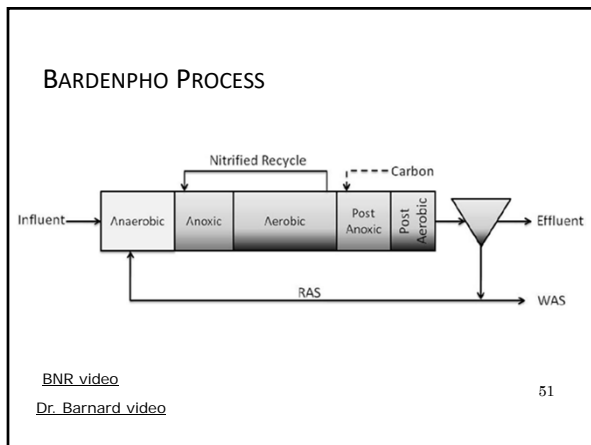 BARDENPHO PROCESS
Nitrified Recycle
Carbon
Influent
Anaerobic
Anoxic
Aerobic
Post
Anoxic
Post
Aerobic
Effluent
RAS
WAS
BNR video
51
Dr. Barnard video